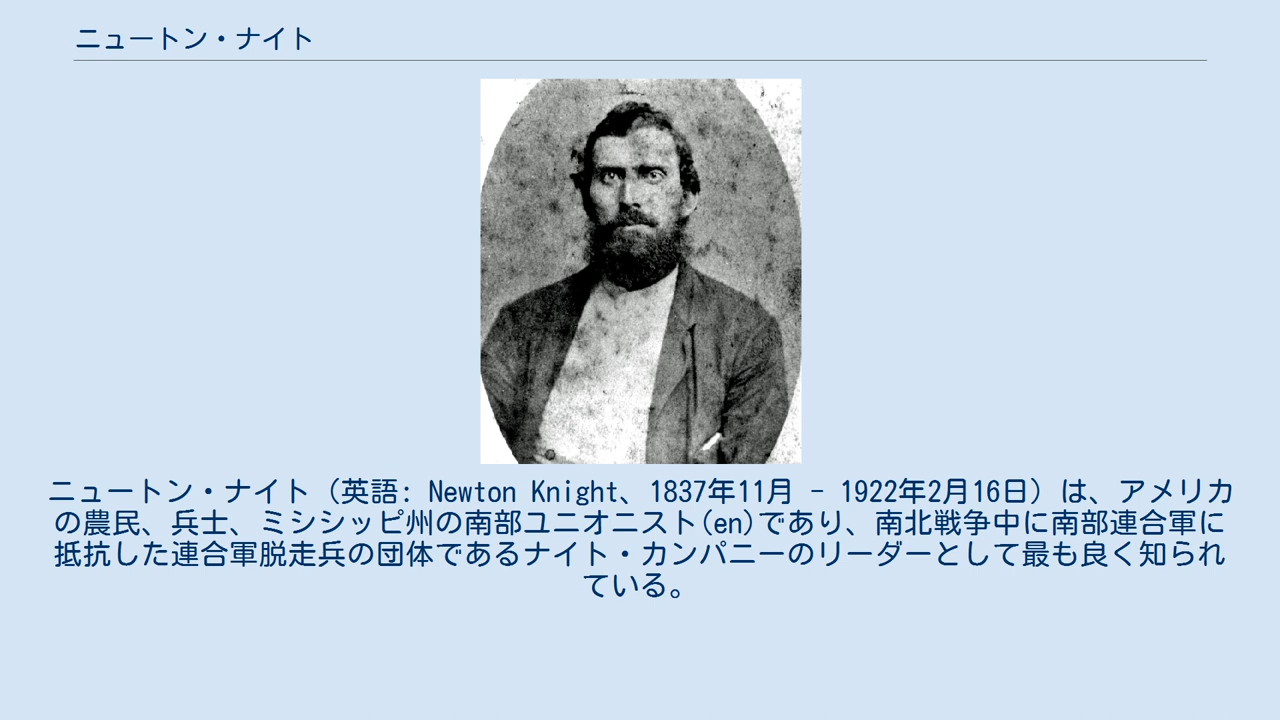 ニュートン・ナイト
ニュートン・ナイト（英語: Newton Knight、1837年11月 - 1922年2月16日）は、アメリカ
の農民、兵士、ミシシッピ州の南部ユニオニスト(en)であり、南北戦争中に南部連合軍に
抵抗した連合軍脱走兵の団体であるナイト・カンパニーのリーダーとして最も良く知られ
ている。